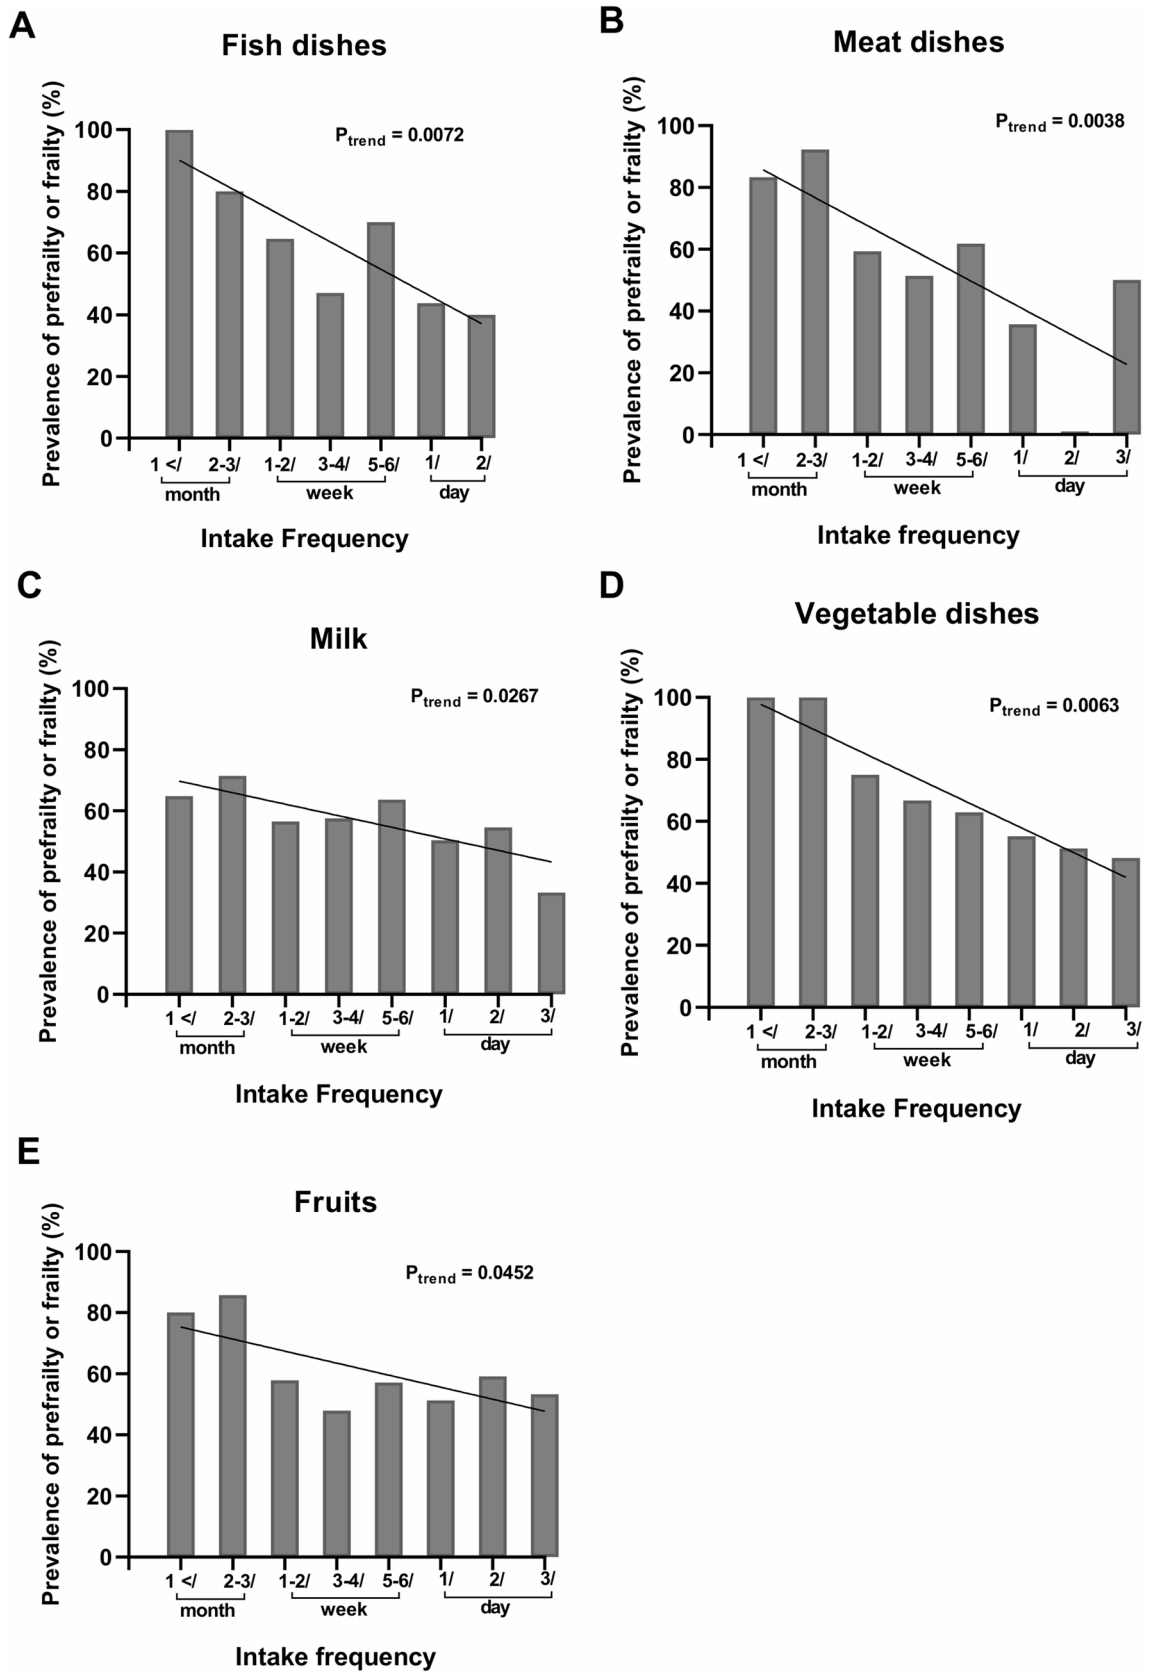 A
Fish dishes
Prevalence of prefrailty or frailty (%)
P trend = 0.0072
100
80
60
40
20
0
1 </ 2-3/ 1-2/ 3-4/ 5-6/ 1/ 2/
month week day
Intake Frequency
B
Meat dishes
Prevalence of prefrailty or frailty (%)
P trend = 0.0038
100
80
60
40
20
0
1 </ 2-3/ 1-2/ 3-4/ 5-6/ 1/ 2/ 3/
month week day
Intake frequency
C
Milk
Prevalence of prefrailty or frailty (%)
P trend = 0.0267
100
80
60
40
20
0
1 </ 2-3/ 1-2/ 3-4/ 5-6/ 1/ 2/ 3/
month week day
Intake Frequency
D
Vegetable dishes
Prevalence of prefrailty or frailty (%)
P trend = 0.0063
100
80
60
40
20
0
1 </ 2-3/ 1-2/ 3-4/ 5-6/ 1/ 2/ 3/
month week day
Intake Frequency
E
Fruits
Prevalence of prefrailty or frailty (%)
P trend = 0.0452
100
80
60
40
20
0
1 </ 2-3/ 1-2/ 3-4/ 5-6/ 1/ 2/ 3/
month week day
Intake frequency